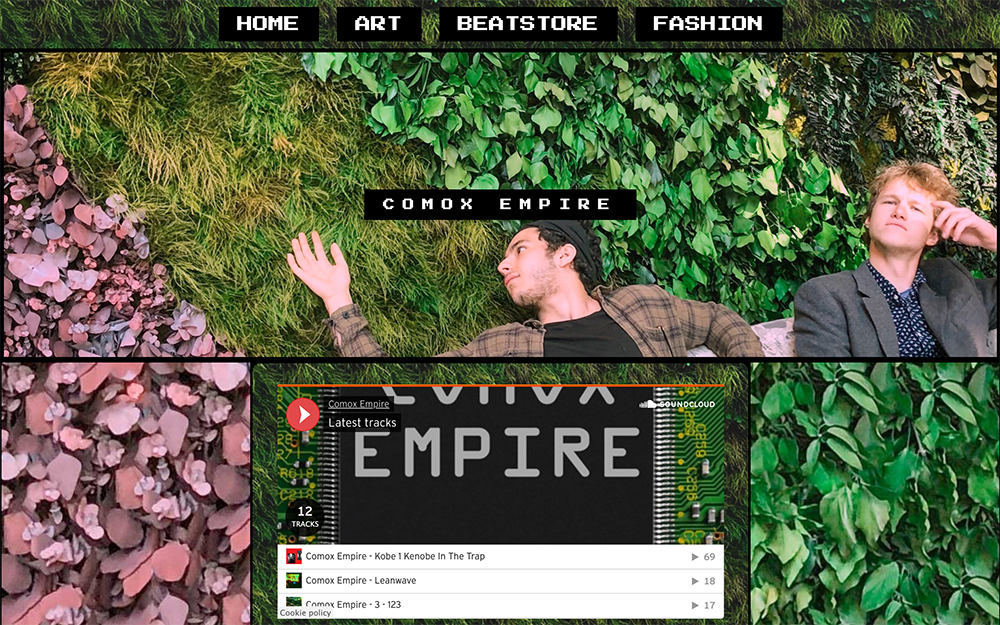 HOME ART BEATSTORE FASHION
COMOX EMPIRE
Comox Empire
Latest tracks
SOUNDCLOUD
COMOX
EMPIRE
12
TRACKS
Comox Empire - Kobe 1 Kenobe In The Trap 69
Comox Empire - Leanwave 18
Comox Empire - 3 - 123 17
Cookie policy